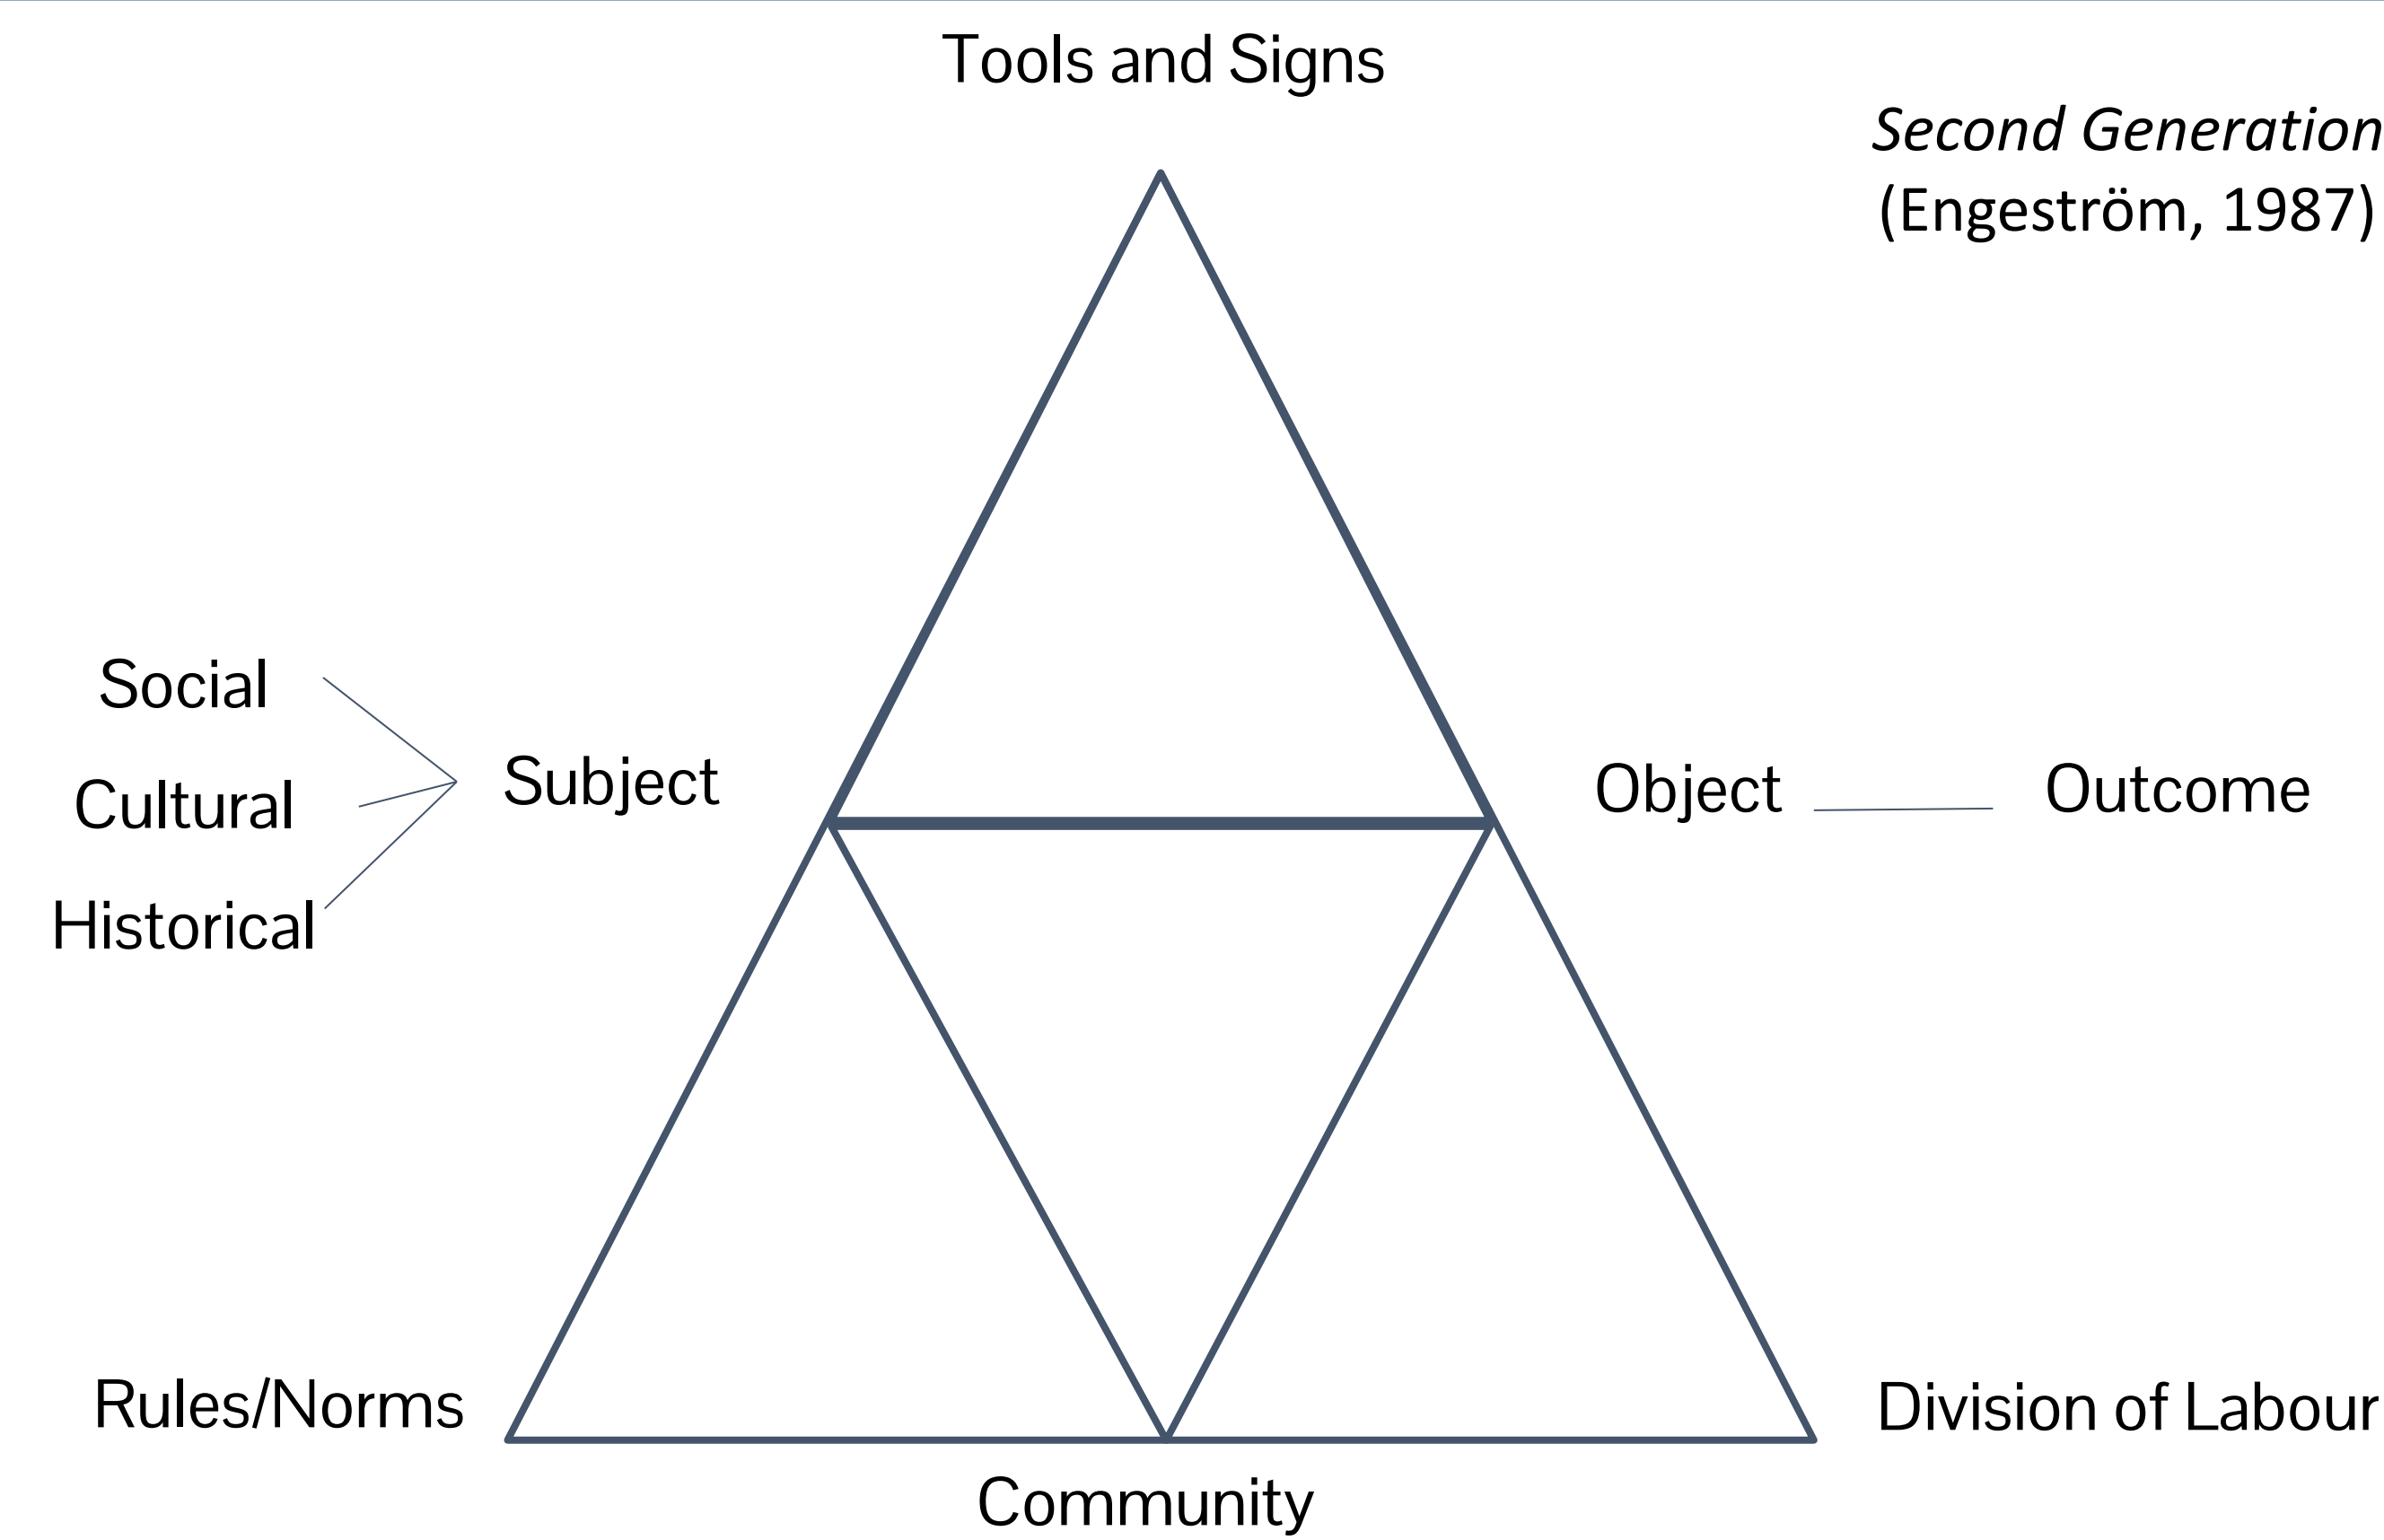 Tools and Signs
Second Generation
(Engeström, 1987)
Social
Cultural
Historical
Subject
Object
Outcome
Rules/Norms
Division of Labour
Community